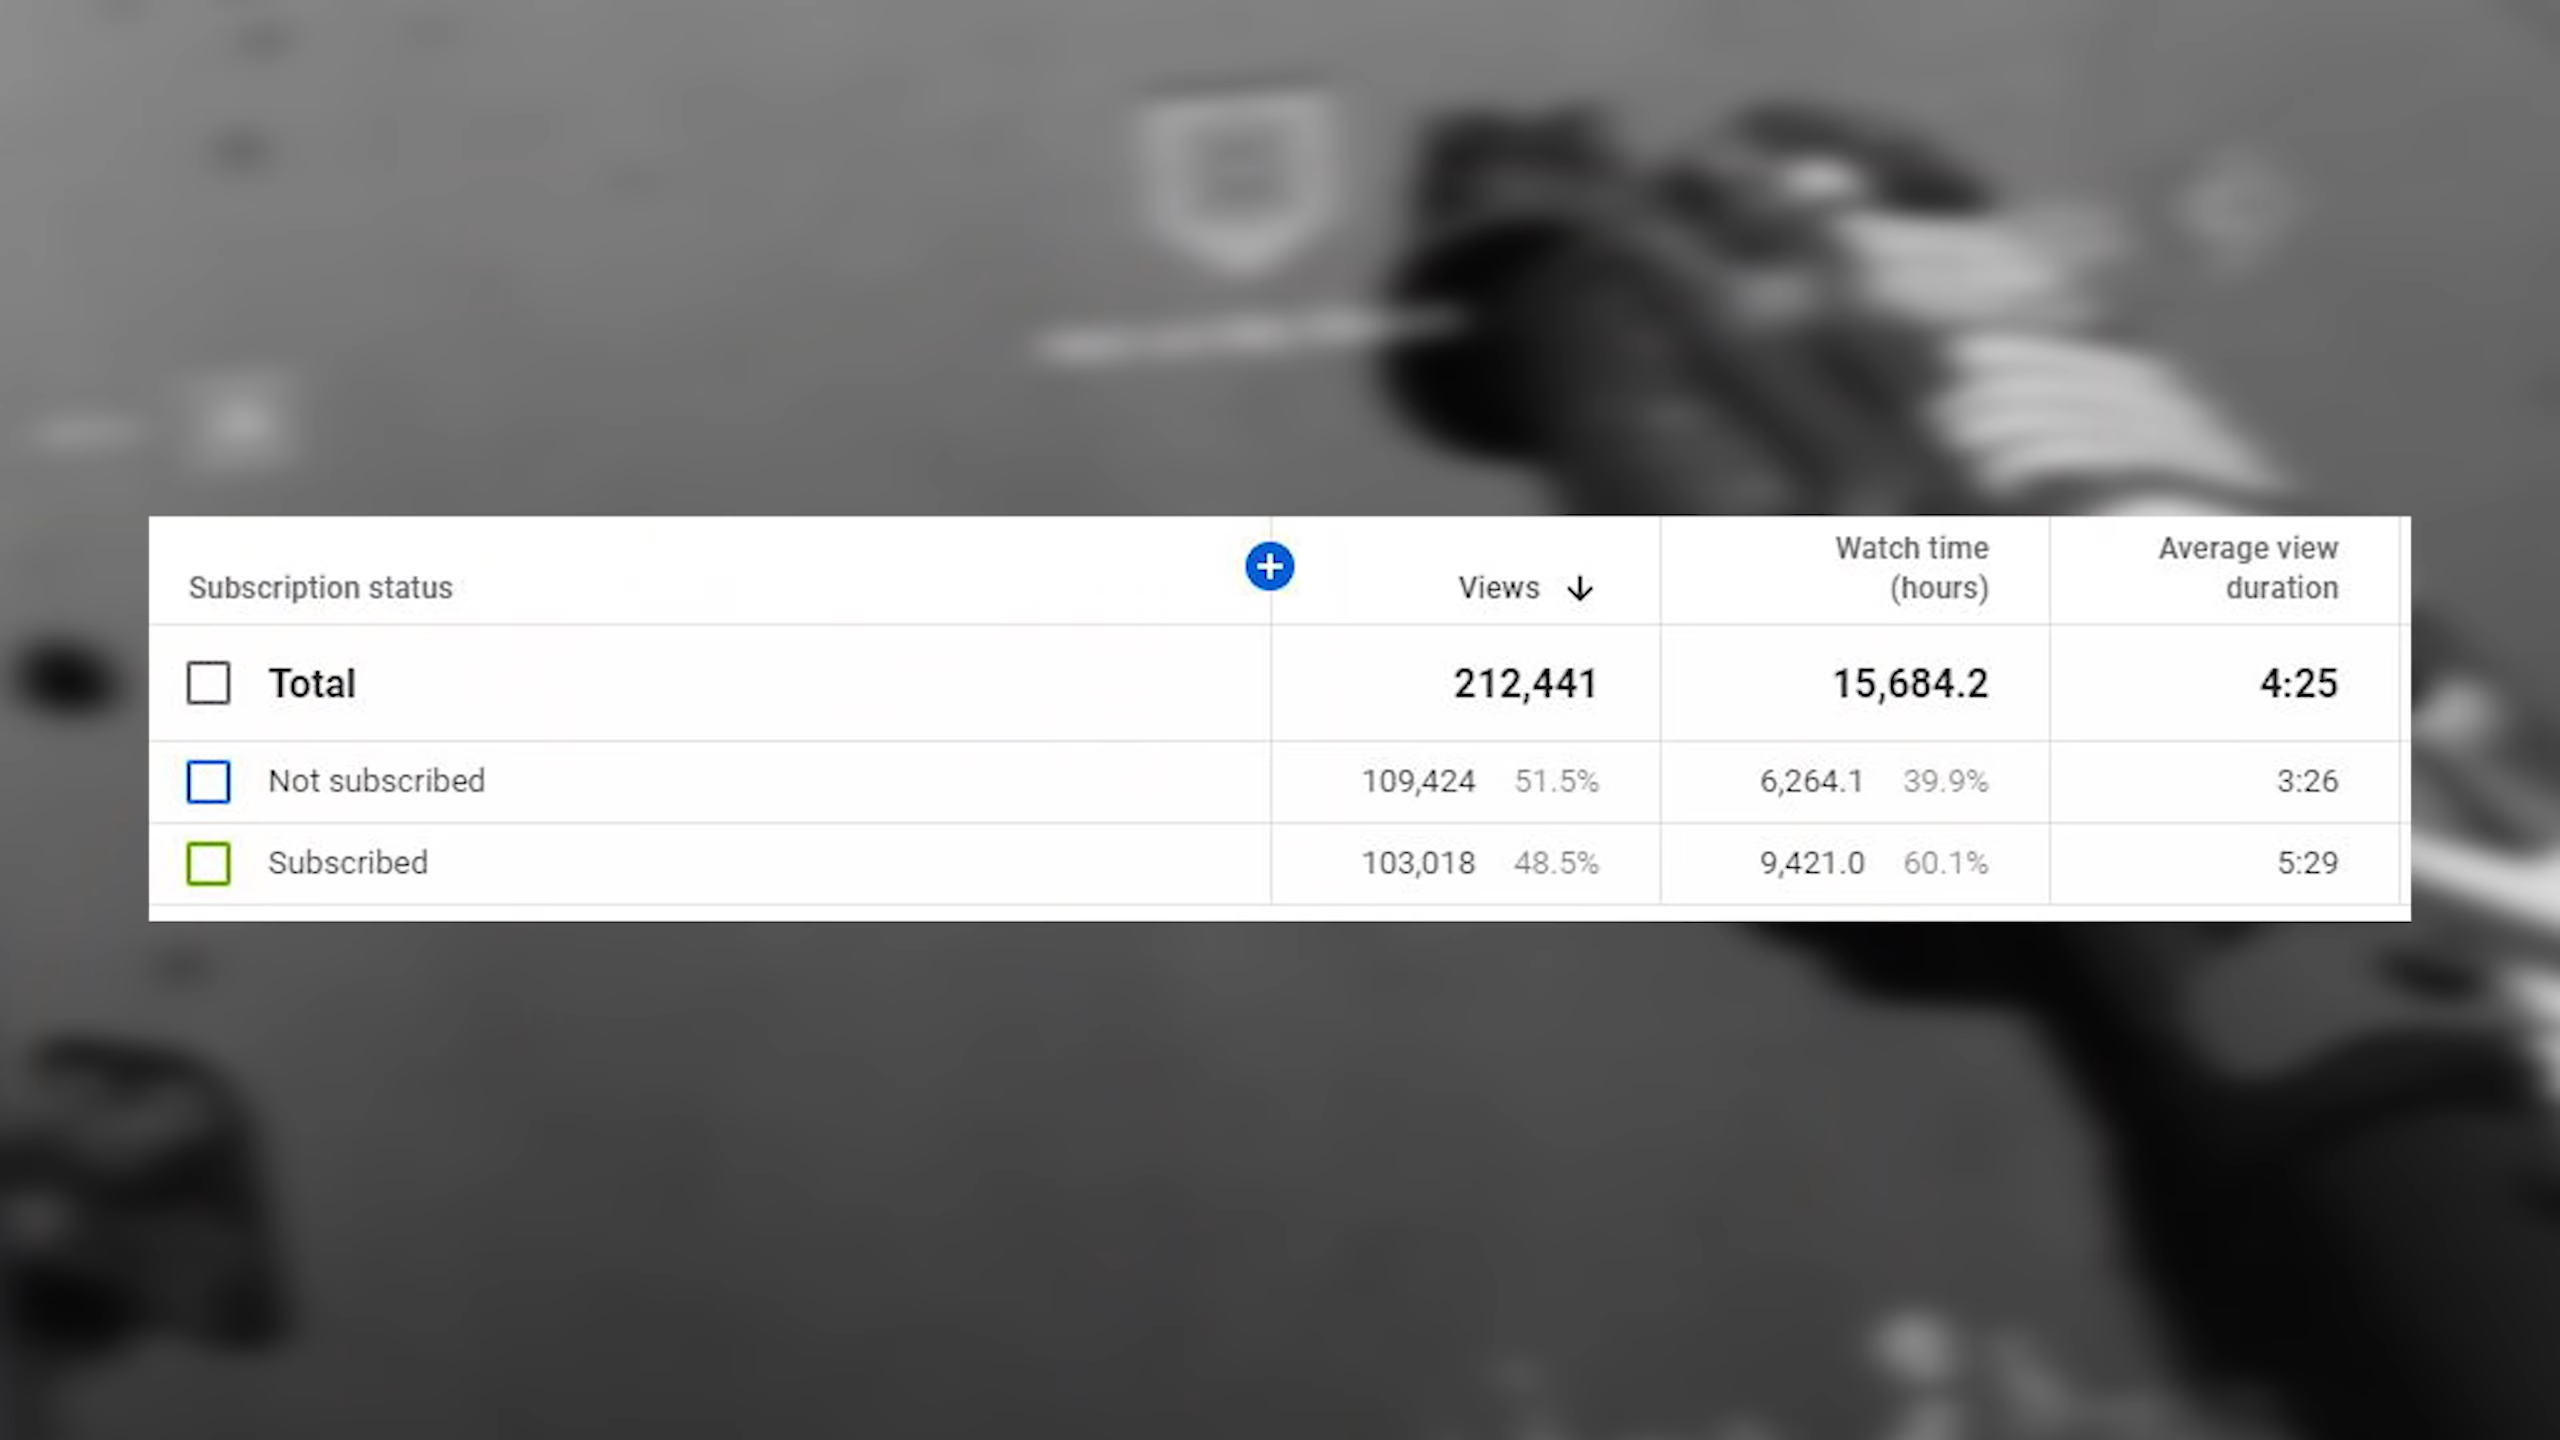 Subscription status Views Watch time (hours) Average view duration
Total 212,441 15,684.2 4:25
Not subscribed 109,424 51.5% 6,264.1 39.9% 3:26
Subscribed 103,018 48.5% 9,421.0 60.1% 5:29